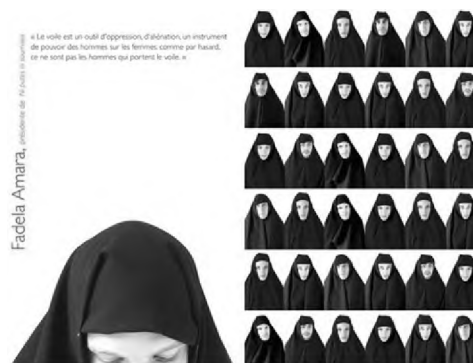 « Le voile est un outil d'oppression, d'aliénation, un instrument
de pouvoir des hommes sur les femmes. comme par hasard,
ce ne sont pas les hommes qui portent le voile. »
Fadela Amara, présidente de Ni putes ni soumises